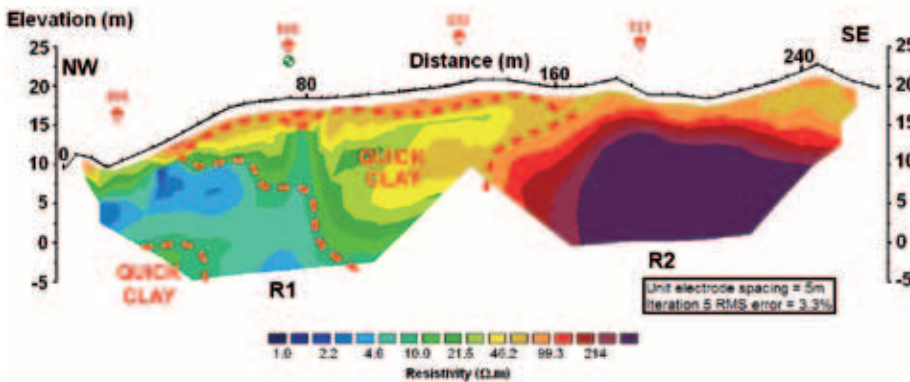 Elevation (m)
NW
SE
Distance (m)
25
20
15
10
5
0
-5
0
80
160
240
25
20
15
10
5
0
-5
QUICK
CLAY
QUICK
CLAY
R1
R2
Unit electrode spacing = 5m
Iteration 5 RMS error = 3.3%
1.0 2.2 4.6 10.0 21.5 46.2 99.3 214
Resistivity (Ω.m)